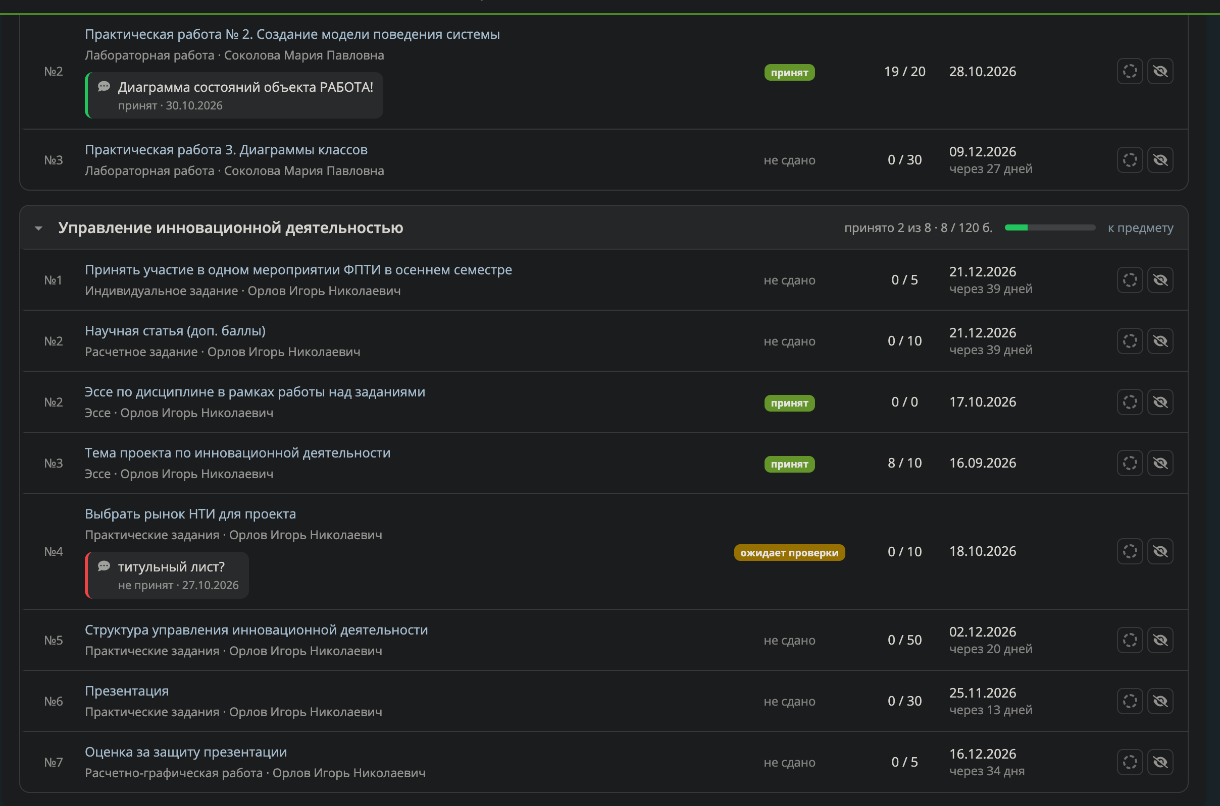 Практическая работа № 2. Создание модели поведения системы
Лабораторная работа · Соколова Мария Павловна
№2
Диаграмма состояний объекта РАБОТА!
принят · 30.10.2026
принят
19 / 20
28.10.2026
№3
Практическая работа 3. Диаграммы классов
Лабораторная работа · Соколова Мария Павловна
не сдано
0 / 30
09.12.2026
через 27 дней
Управление инновационной деятельностью
принято 2 из 8 · 8 / 120 б.
к предмету
№1
Принять участие в одном мероприятии ФПТИ в осеннем семестре
Индивидуальное задание · Орлов Игорь Николаевич
не сдано
0 / 5
21.12.2026
через 39 дней
№2
Научная статья (доп. баллы)
Расчетное задание · Орлов Игорь Николаевич
не сдано
0 / 10
21.12.2026
через 39 дней
№2
Эссе по дисциплине в рамках работы над заданиями
Эссе · Орлов Игорь Николаевич
принят
0 / 0
17.10.2026
№3
Тема проекта по инновационной деятельности
Эссе · Орлов Игорь Николаевич
принят
8 / 10
16.09.2026
№4
Выбрать рынок НТИ для проекта
Практические задания · Орлов Игорь Николаевич
титульный лист?
не принят · 27.10.2026
ожидает проверки
0 / 10
18.10.2026
№5
Структура управления инновационной деятельности
Практические задания · Орлов Игорь Николаевич
не сдано
0 / 50
02.12.2026
через 20 дней
№6
Презентация
Практические задания · Орлов Игорь Николаевич
не сдано
0 / 30
25.11.2026
через 13 дней
№7
Оценка за защиту презентации
Расчетно-графическая работа · Орлов Игорь Николаевич
не сдано
0 / 5
16.12.2026
через 34 дня